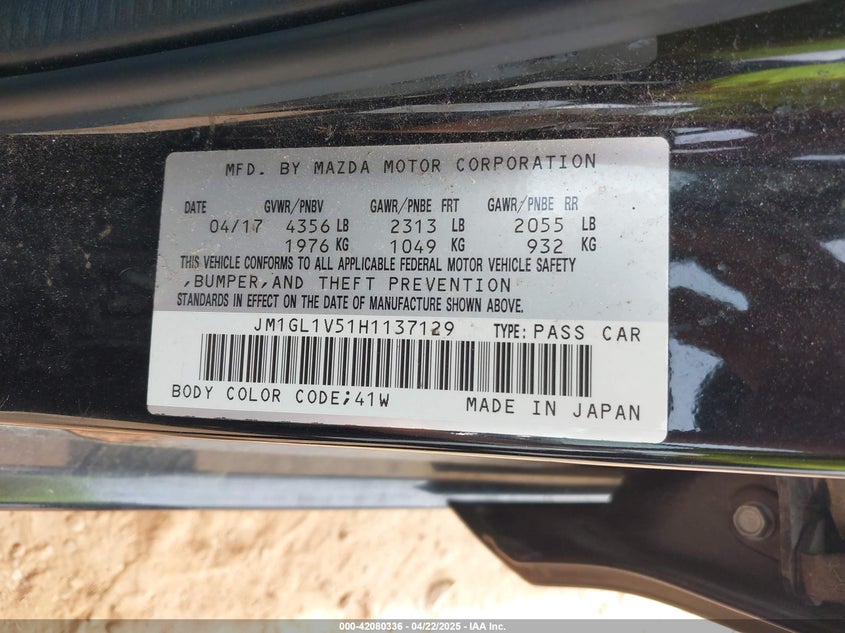 MFD. BY MAZDA MOTOR CORPORATION
DATE GVWR/PNBV GAWR/PNBE FRT GAWR/PNBE RR
04/17 4356 LB 2313 LB 2055 LB
1976 KG 1049 KG 932 KG
THIS VEHICLE CONFORMS TO ALL APPLICABLE FEDERAL MOTOR VEHICLE SAFETY
,BUMPER,AND THEFT PREVENTION
STANDARDS IN EFFECT ON THE DATE OF MANUFACTURE SHOWN ABOVE.
JM1GL1V51H1137129 TYPE: PASS CAR
BODY COLOR CODE;41W MADE IN JAPAN
000-42080336 - 04/22/2025 - IAA Inc.